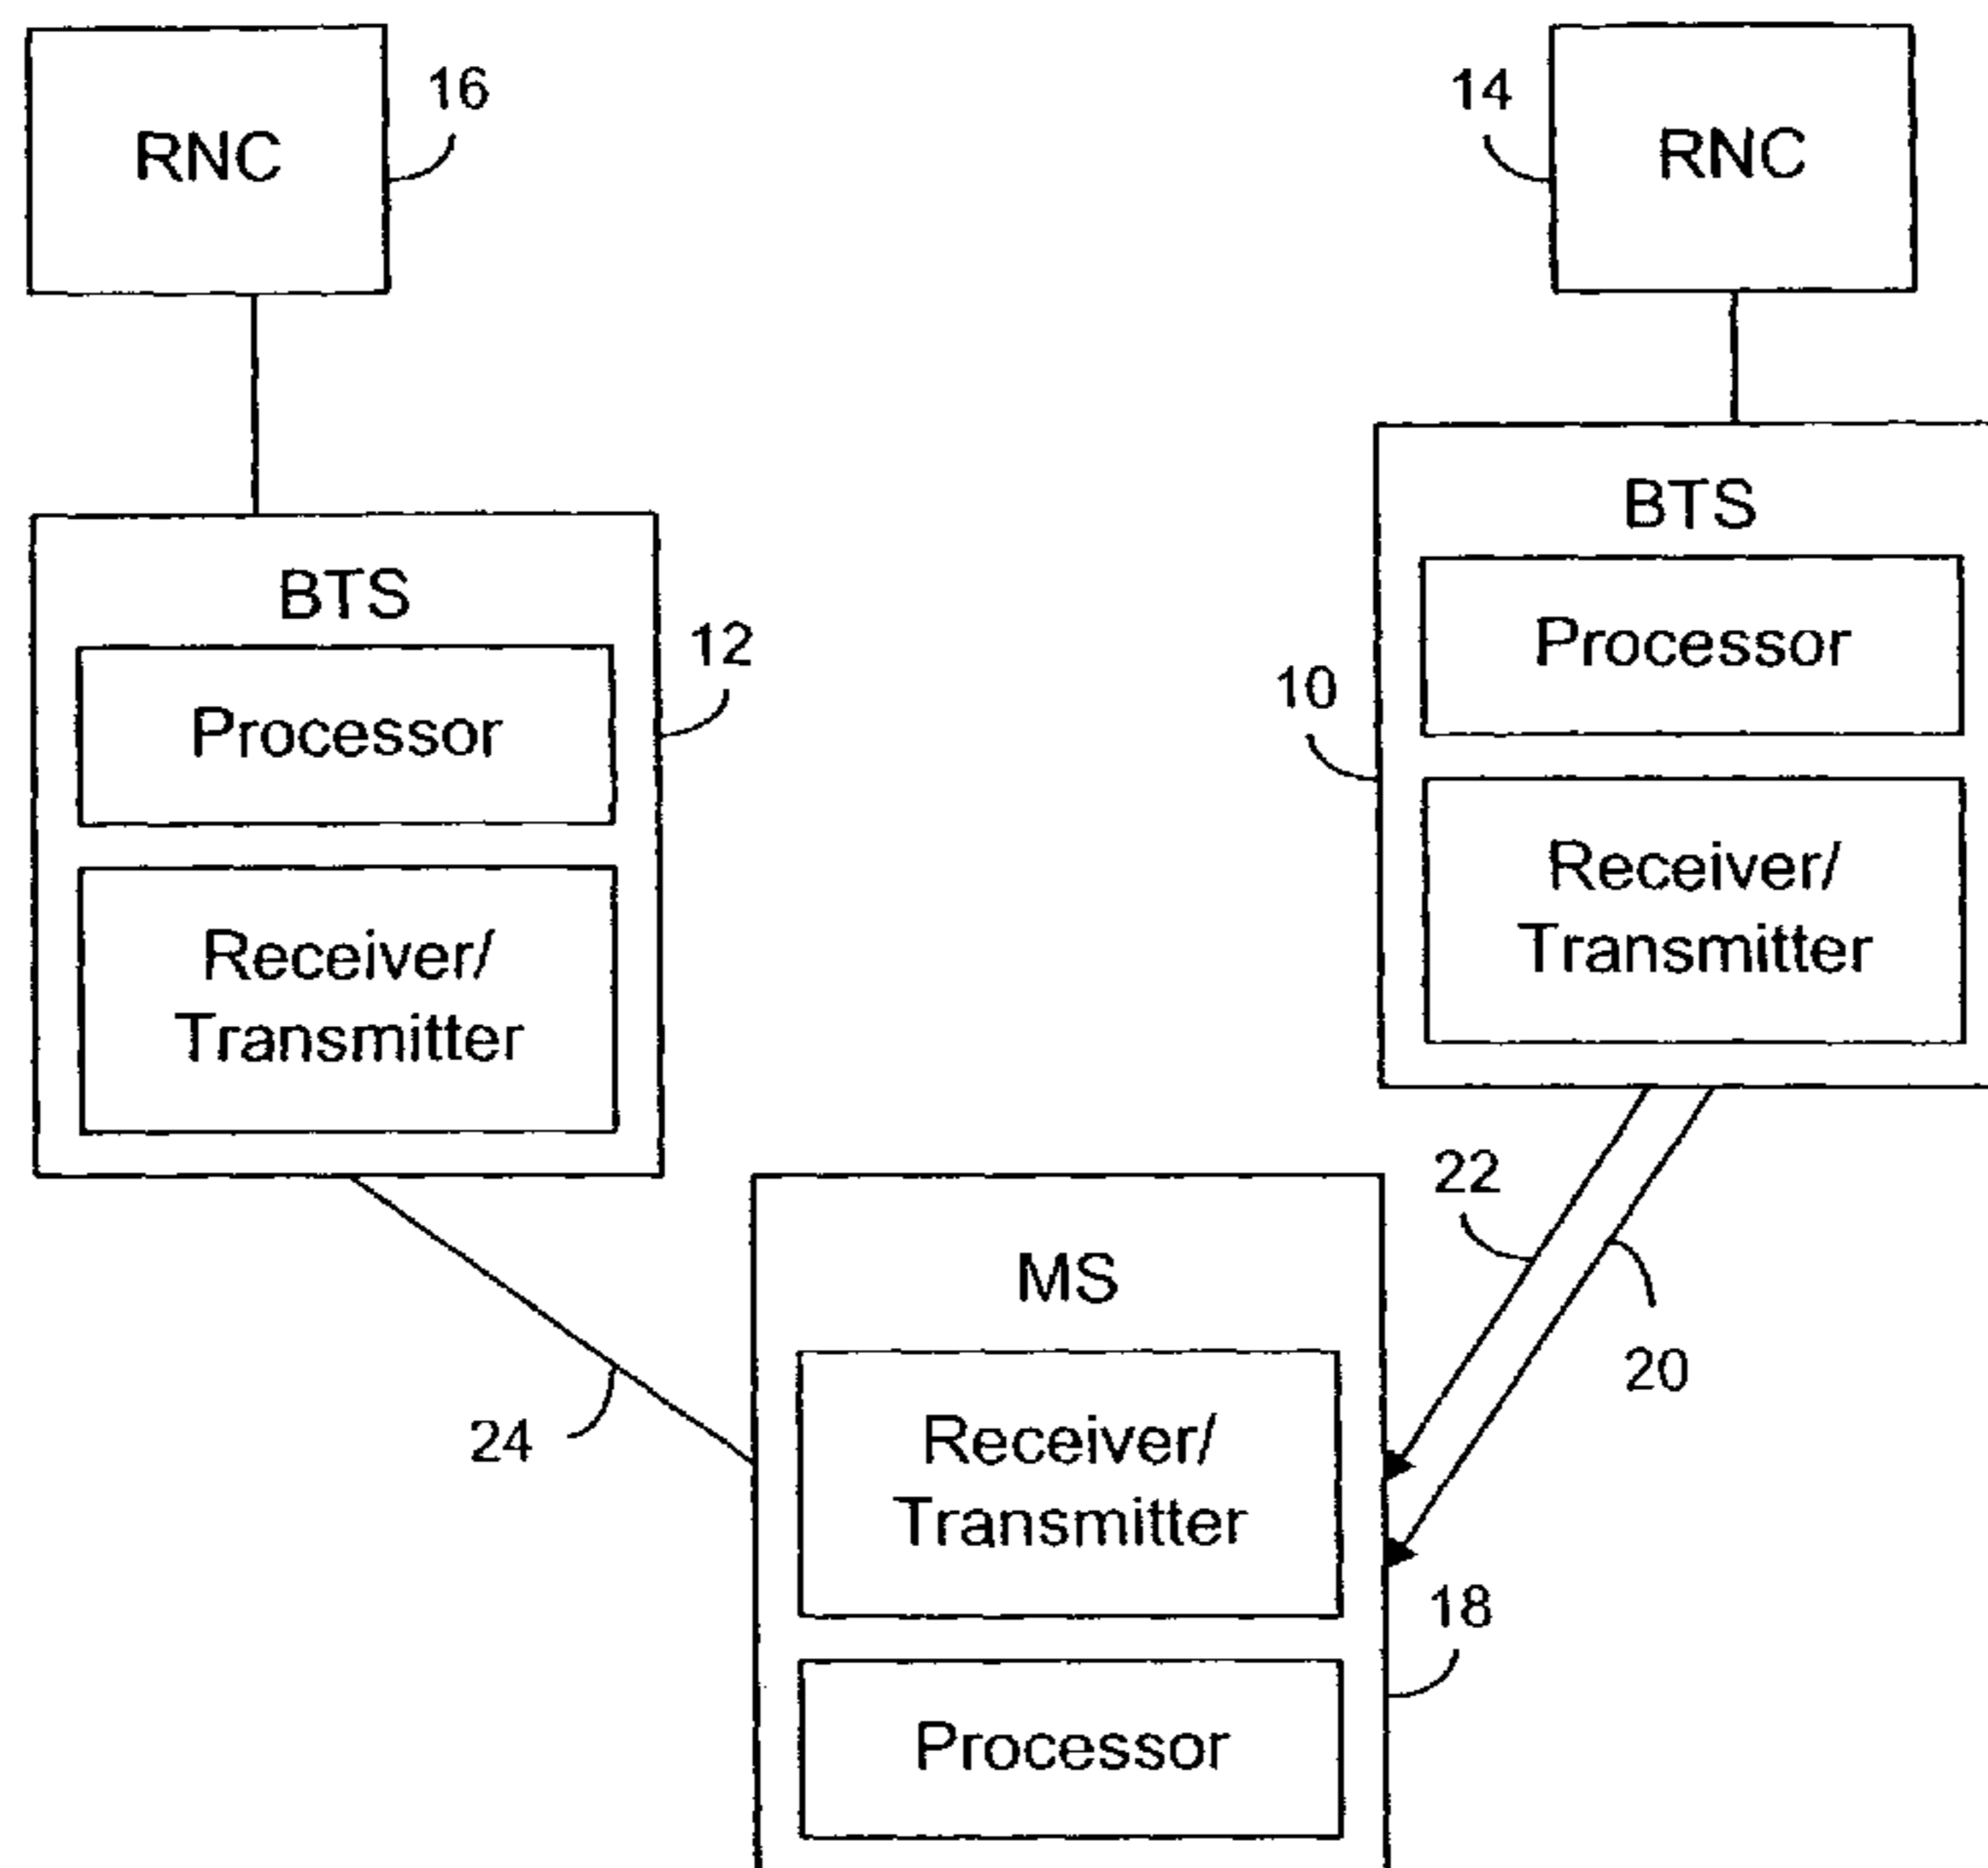 RNC
16
14
RNC
BTS
Processor
12
Receiver/
Transmitter
BTS
10
Processor
Receiver/
Transmitter
22
20
24
MS
Receiver/
Transmitter
18
Processor